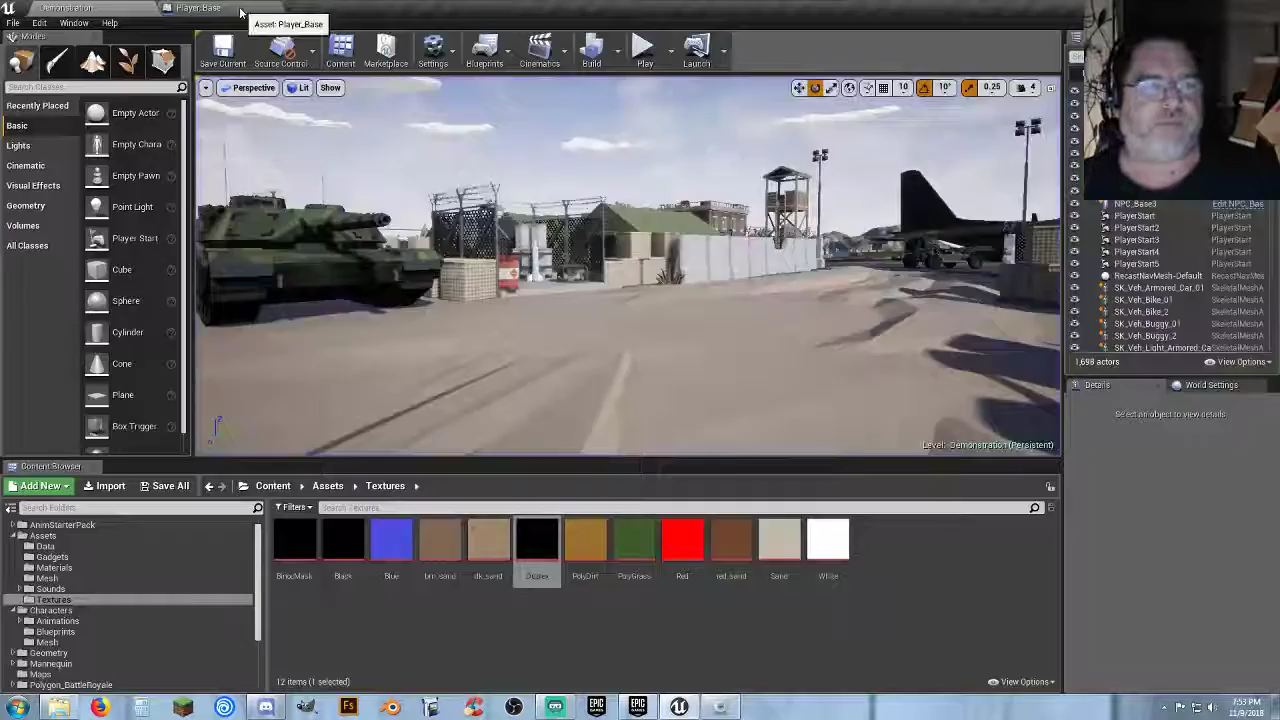 Demonstration
Player_Base
Asset: Player_Base
File Edit Window Help
Modes
Search Classes
Recently Placed
Basic
Lights
Cinematic
Visual Effects
Geometry
Volumes
All Classes
Empty Actor
Empty Chara
Empty Pawn
Point Light
Player Start
Cube
Sphere
Cylinder
Cone
Plane
Box Trigger
Save Current Source Control Content Marketplace Settings Blueprints Cinematics Build Play Launch
Perspective Lit Show
10 10° 0.25 4
Level: Demonstration (Persistent)
NPC_Base3 Edit NPC_Bas
PlayerStart PlayerStart
PlayerStart2 PlayerStart
PlayerStart3 PlayerStart
PlayerStart4 PlayerStart
PlayerStart5 PlayerStart
RecastNavMesh-Default RecastNavMes
SK_Veh_Armored_Car_01 SkeletalMeshA
SK_Veh_Bike_01 SkeletalMeshA
SK_Veh_Bike_2 SkeletalMeshA
SK_Veh_Buggy_01 SkeletalMeshA
SK_Veh_Buggy_2 SkeletalMeshA
SK_Veh_Light_Armored_Ca SkeletalMeshA
1,698 actors View Options
Details World Settings
Select an object to view details.
Content Browser
Add New Import Save All Content Assets Textures
Search Folders
Filters Search Textures
AnimStarterPack
Assets
Data
Gadgets
Materials
Mesh
Sounds
Textures
Characters
Animations
Blueprints
Mesh
Geometry
Mannequin
Maps
Polygon_BattleRoyale
BinocMask Black Blue brn_sand dk_sand PolyDirt PolyGrass Red red_sand Sand White
12 items (1 selected) View Options
Fs
EPIC GAMES
EPIC GAMES
7:53 PM
11/9/2018